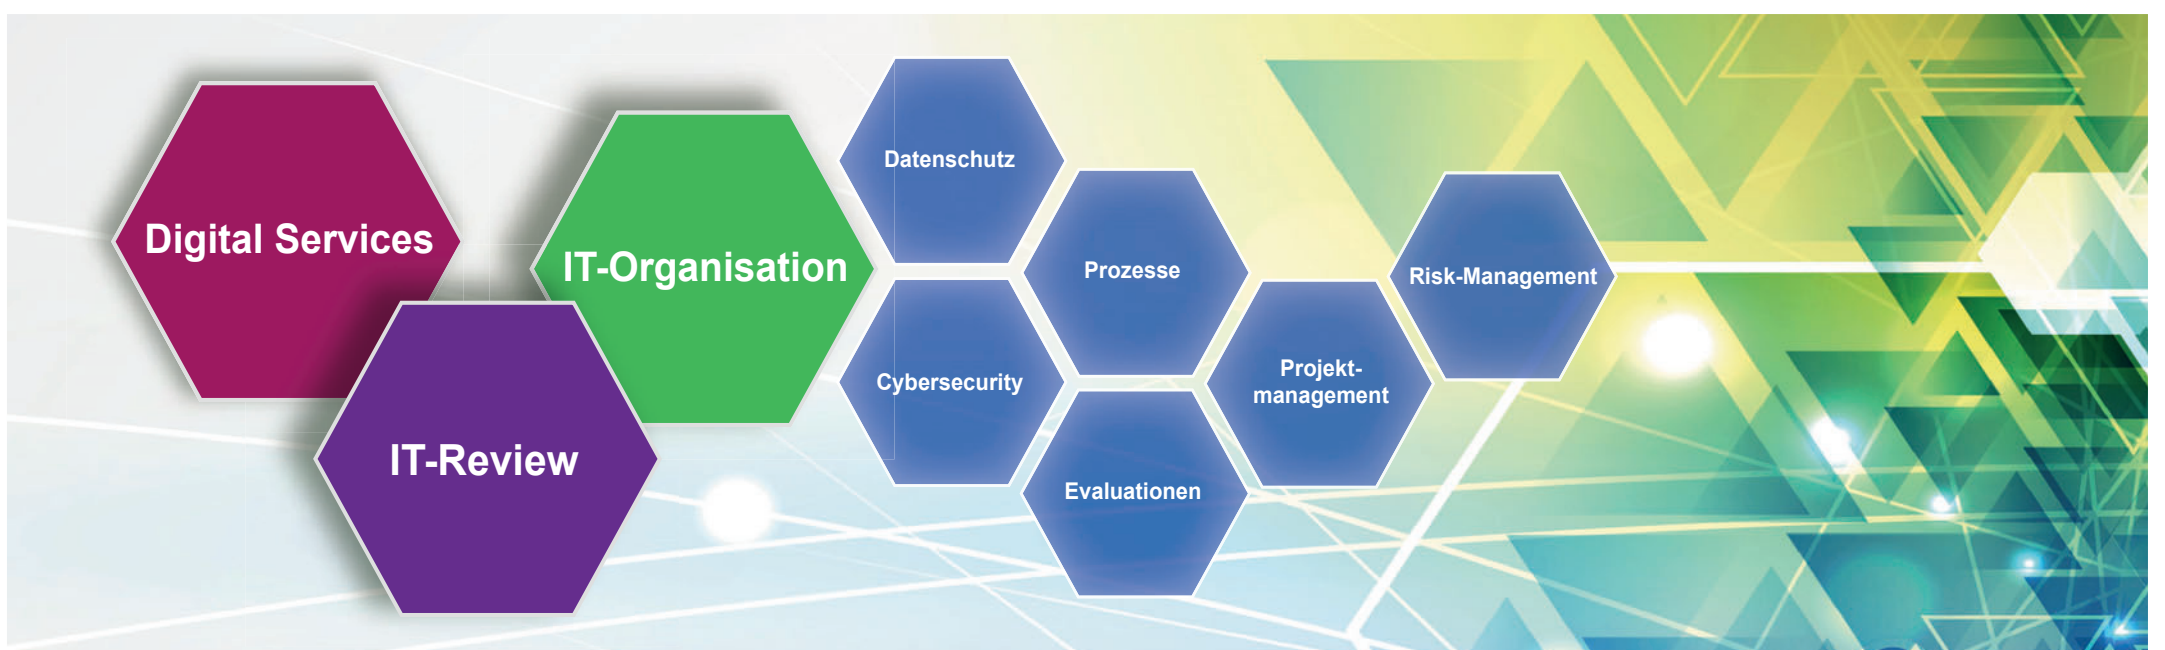 Digital Services
IT-Organisation
IT-Review
Datenschutz
Cybersecurity
Prozesse
Evaluationen
Projekt-
management
Risk-Management